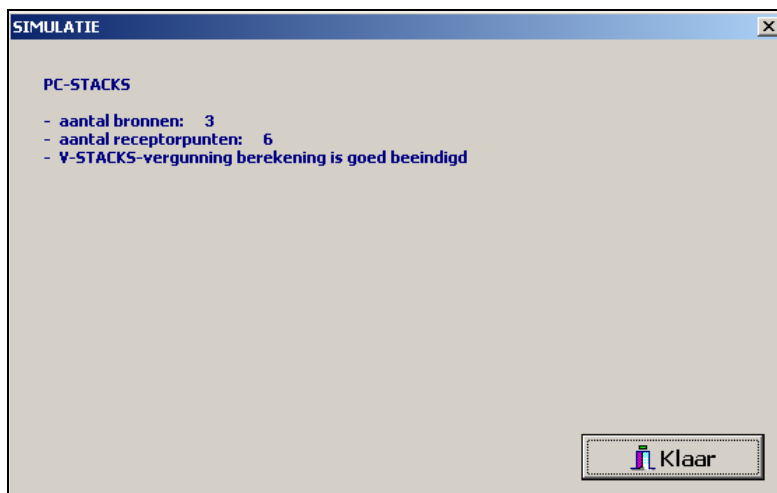 SIMULATIE
PC-STACKS
- aantal bronnen: 3
- aantal receptorpunten: 6
- V-STACKS-vergunning berekening is goed beeindigd
Klaar